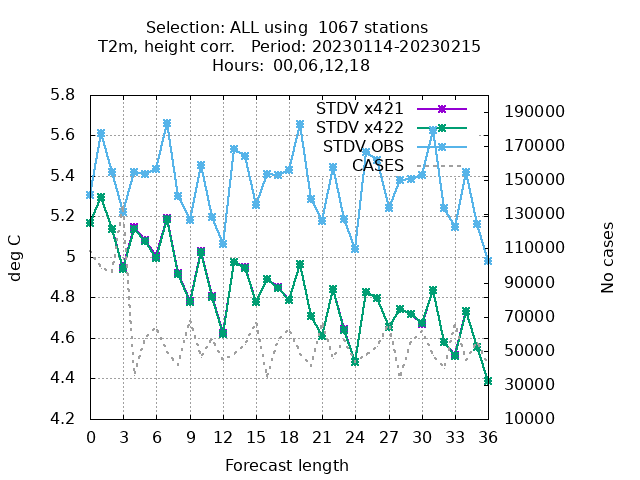 Selection: ALL using  1067 stations
T2m, height corr.   Period: 20230114-20230215
Hours:  00,06,12,18
STDV x421
STDV x422
STDV OBS
CASES
5.8
5.6
5.4
5.2
5
4.8
4.6
4.4
4.2
190000
170000
150000
130000
110000
90000
70000
50000
30000
10000
deg C
No cases
0 3 6 9 12 15 18 21 24 27 30 33 36
Forecast length